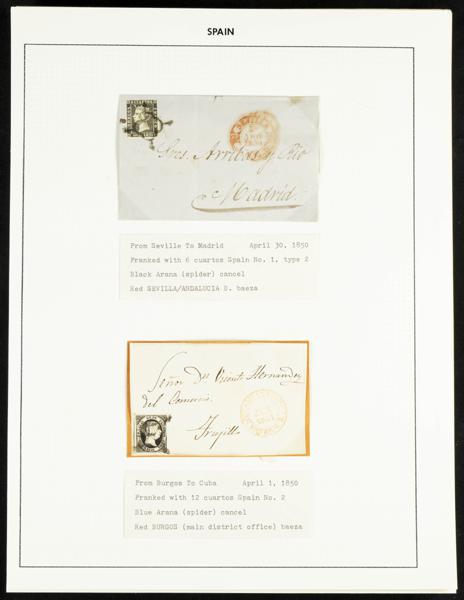 SPAIN
Sres. Arribas y
Madrid.
From Seville To Madrid April 30, 1850
Franked with 6 cuartos Spain No. 1, type 2
Black Arana (spider) cancel
Red SEVILLA/ANDALUCIA B. baeza
Señor Dn Vicente Hernandez
del Comercio.
Trujillo
From Burgos To Cuba April 1, 1850
Franked with 12 cuartos Spain No. 2
Blue Arana (spider) cancel
Red BURGOS (main district office) baeza